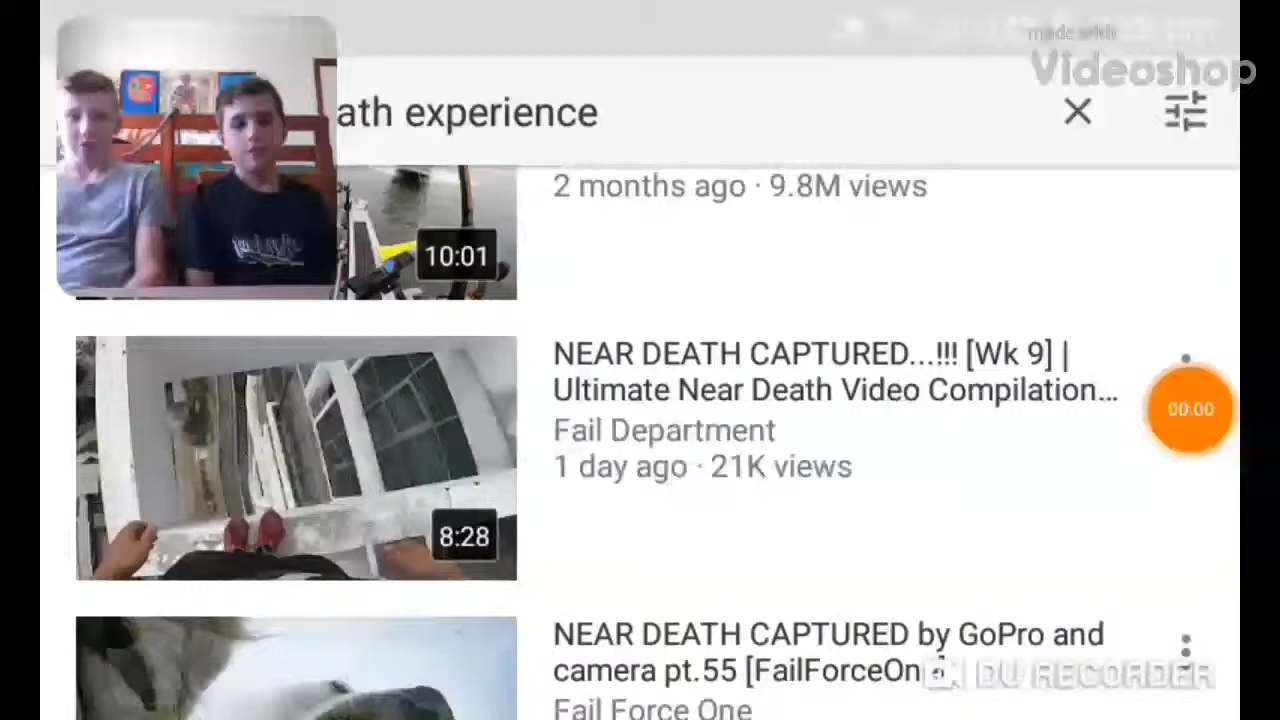 made with
Videoshop
ath experience
2 months ago · 9.8M views
10:01
NEAR DEATH CAPTURED...!!! [Wk 9] |
Ultimate Near Death Video Compilation...
Fail Department
1 day ago · 21K views
00:00
8:28
NEAR DEATH CAPTURED by GoPro and
camera pt.55 [FailForceOne]
DU RECORDER
Fail Force One